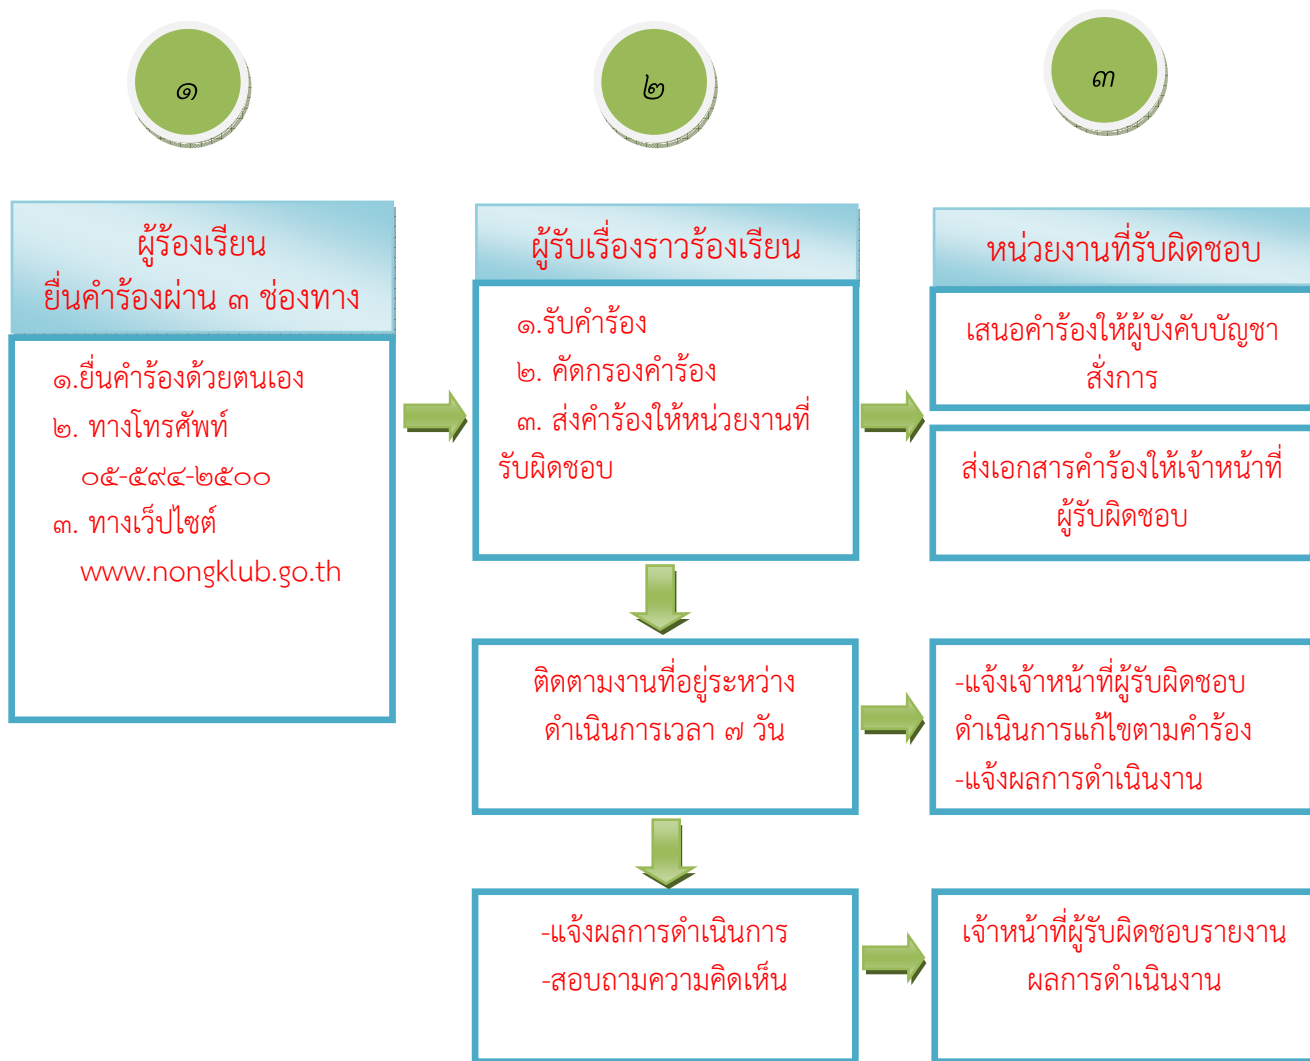 ๑
๒
๓
ผู้ร้องเรียน
ยื่นคำร้องผ่าน ๓ ช่องทาง
๑.ยื่นคำร้องด้วยตนเอง
๒. ทางโทรศัพท์
๐๕-๕๙๔-๒๕๐๐
๓. ทางเว็ปไซต์
www.nongklub.go.th
ผู้รับเรื่องราวร้องเรียน
๑.รับคำร้อง
๒. คัดกรองคำร้อง
๓. ส่งคำร้องให้หน่วยงานที่
รับผิดชอบ
หน่วยงานที่รับผิดชอบ
เสนอคำร้องให้ผู้บังคับบัญชา
สั่งการ
ส่งเอกสารคำร้องให้เจ้าหน้าที่
ผู้รับผิดชอบ
ติดตามงานที่อยู่ระหว่าง
ดำเนินการเวลา ๗ วัน
-แจ้งเจ้าหน้าที่ผู้รับผิดชอบ
ดำเนินการแก้ไขตามคำร้อง
-แจ้งผลการดำเนินงาน
-แจ้งผลการดำเนินการ
-สอบถามความคิดเห็น
เจ้าหน้าที่ผู้รับผิดชอบรายงาน
ผลการดำเนินงาน